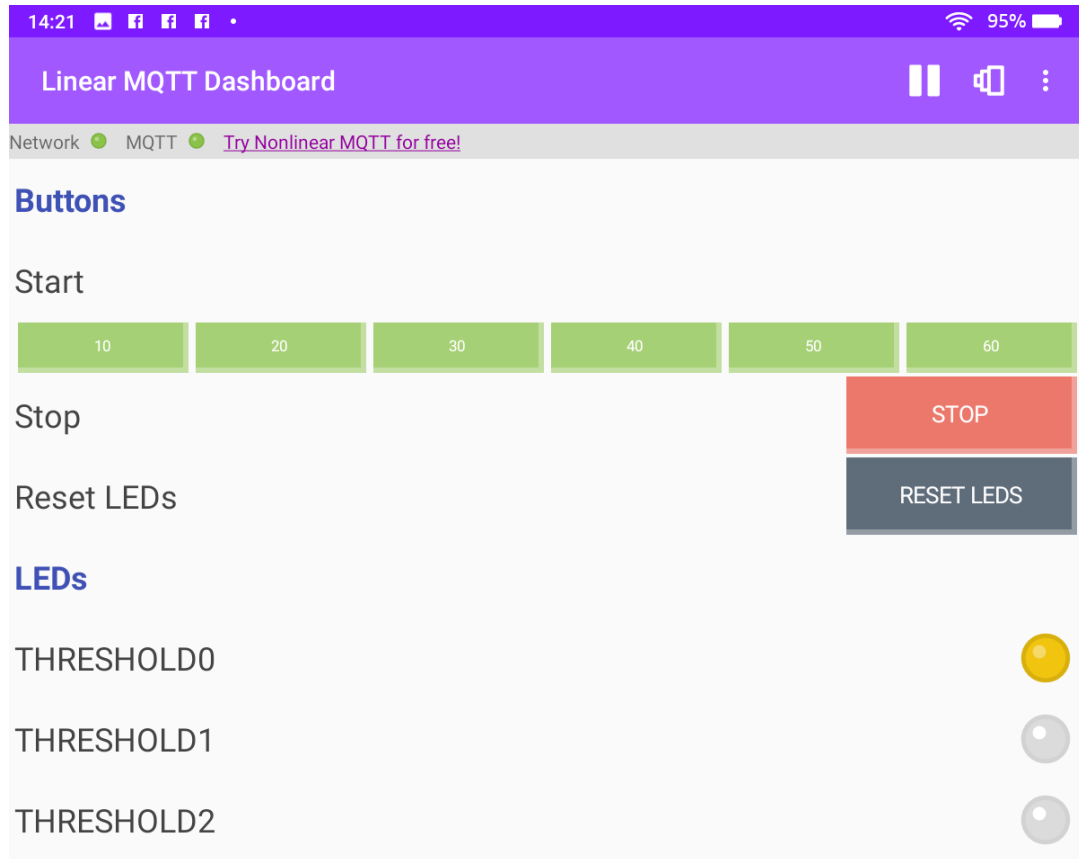 14:21 95%
Linear MQTT Dashboard
Network MQTT Try Nonlinear MQTT for free!
Buttons
Start
10 20 30 40 50 60
Stop STOP
Reset LEDs RESET LEDS
LEDs
THRESHOLD0
THRESHOLD1
THRESHOLD2